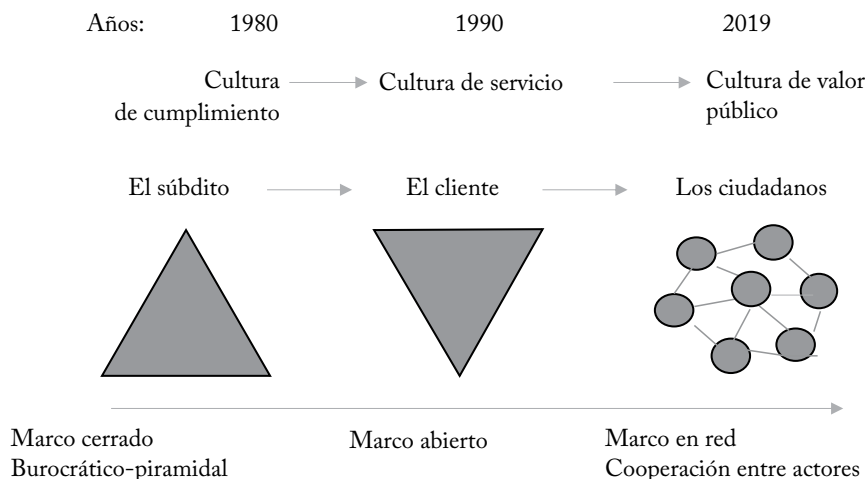 Años: 1980 1990 2019
Cultura
de cumplimiento
Cultura de servicio
Cultura de valor
público
El súbdito
El cliente
Los ciudadanos
Marco cerrado
Burocrático-piramidal
Marco abierto
Marco en red
Cooperación entre actores